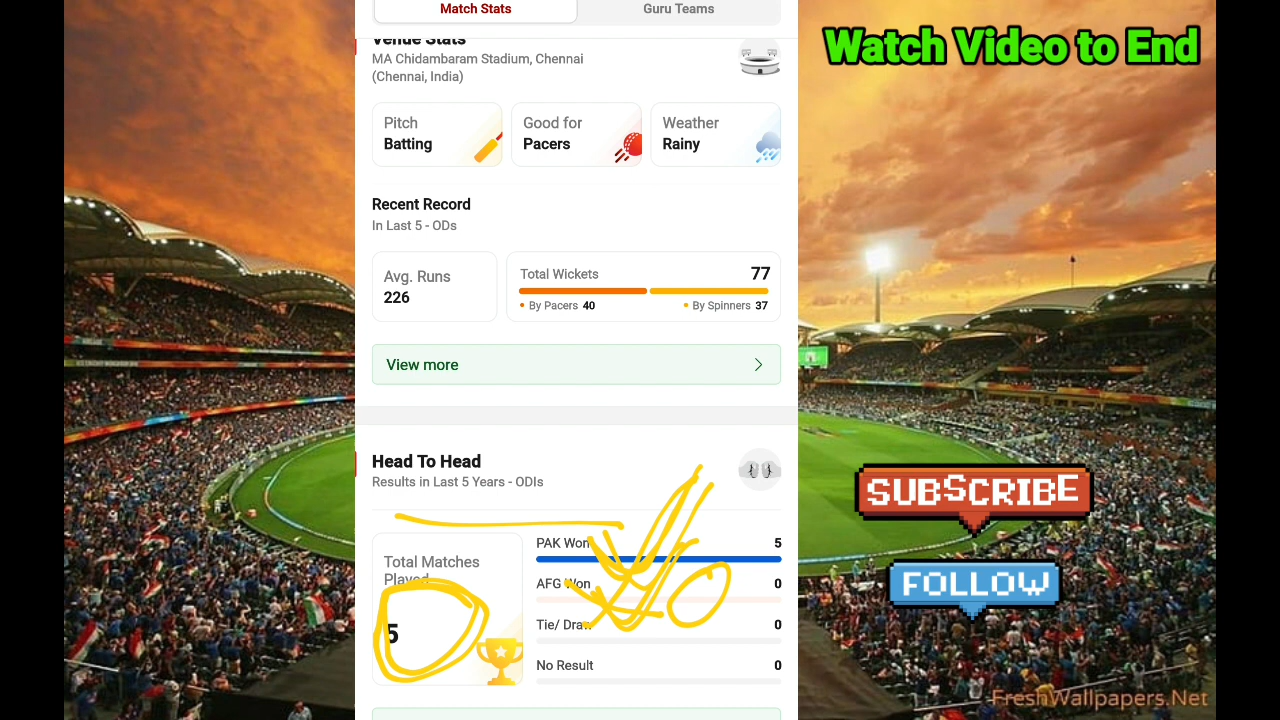 Match Stats
Guru Teams
Watch Video to End
Venue Stats
MA Chidambaram Stadium, Chennai
(Chennai, India)
Pitch
Batting
Good for
Pacers
Weather
Rainy
Recent Record
In Last 5 - ODs
Avg. Runs
226
Total Wickets 77
By Pacers 40
By Spinners 37
View more
Head To Head
Results in Last 5 Years - ODIs
Total Matches
Played
5
PAK Won 5
AFG Won 0
Tie/ Draw 0
No Result 0
SUBSCRIBE
FOLLOW
FreshWallpapers.Net